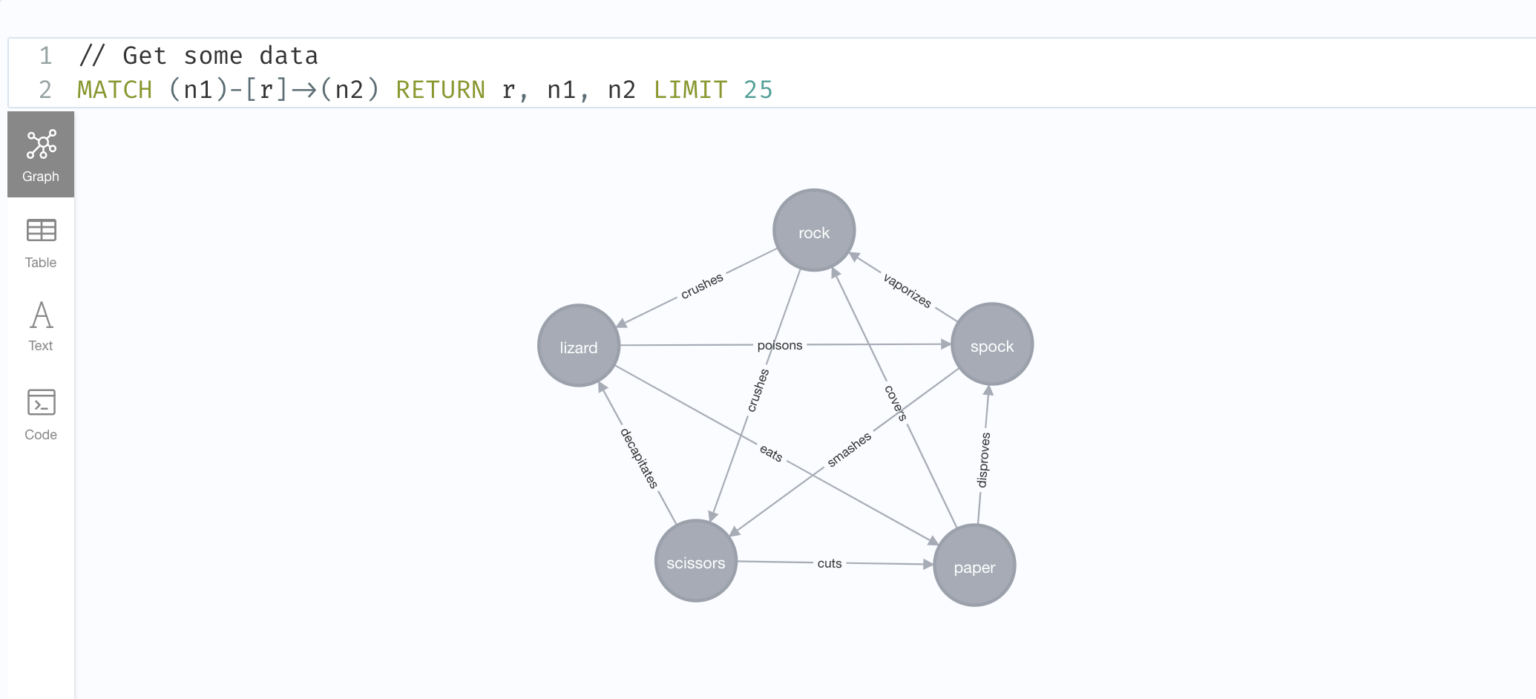 1 // Get some data
2 MATCH (n1)-[r]→(n2) RETURN r, n1, n2 LIMIT 25
Graph
Table
Text
Code
rock
crushes
vaporizes
lizard
poisons
spock
crushes
covers
decapitates
eats
smashes
disproves
scissors
cuts
paper